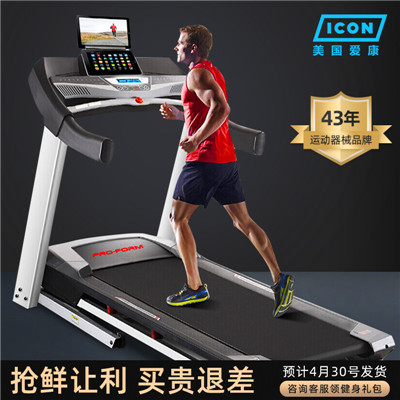 ICON
美国爱康
43年
运动器械品牌
PRO-FORM
抢鲜让利 买贵退差
预计4月30号发货
咨询客服领健身礼包